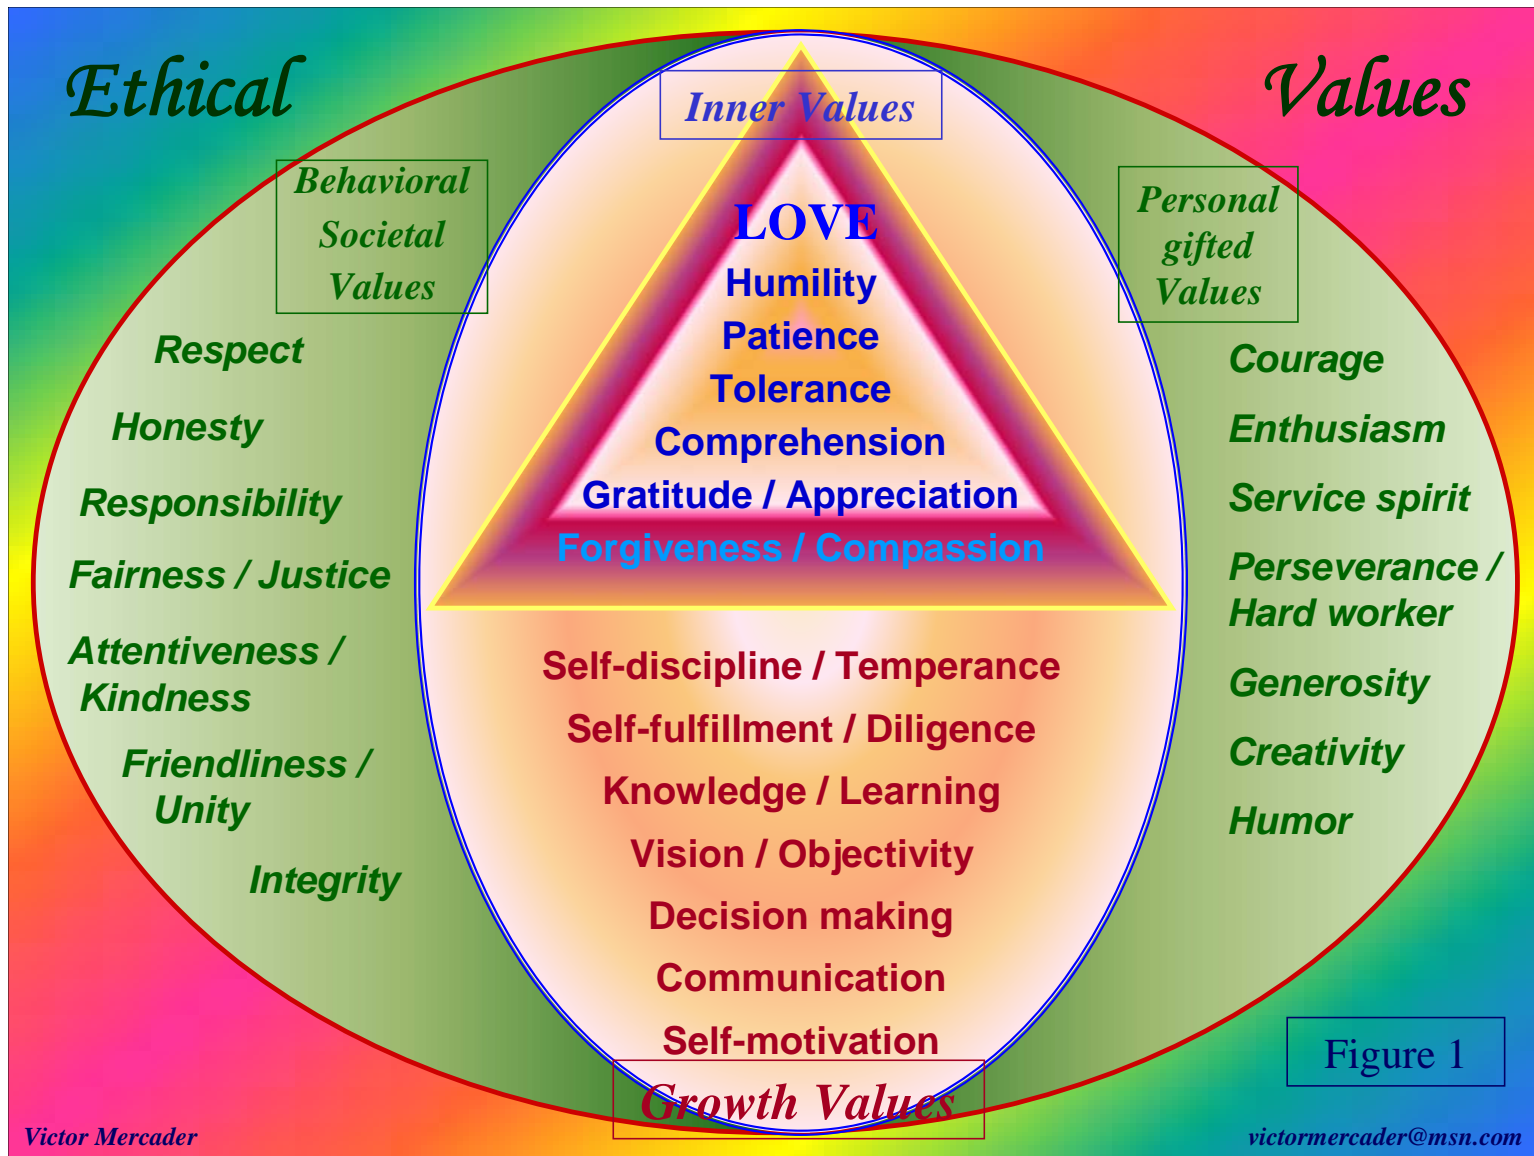 Ethical
Values
Inner Values
Behavioral
Societal
Values
Personal
gifted
Values
LOVE
Humility
Patience
Tolerance
Comprehension
Gratitude / Appreciation
Forgiveness / Compassion
Respect
Honesty
Responsibility
Fairness / Justice
Attentiveness /
Kindness
Friendliness /
Unity
Integrity
Courage
Enthusiasm
Service spirit
Perseverance /
Hard worker
Generosity
Creativity
Humor
Self-discipline / Temperance
Self-fulfillment / Diligence
Knowledge / Learning
Vision / Objectivity
Decision making
Communication
Self-motivation
Growth Values
Figure 1
Victor Mercader
victormercader@msn.com